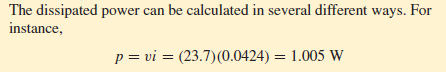 The dissipated power can be calculated in several different ways. For
instance,
p = vi = (23.7)(0.0424) = 1.005 W